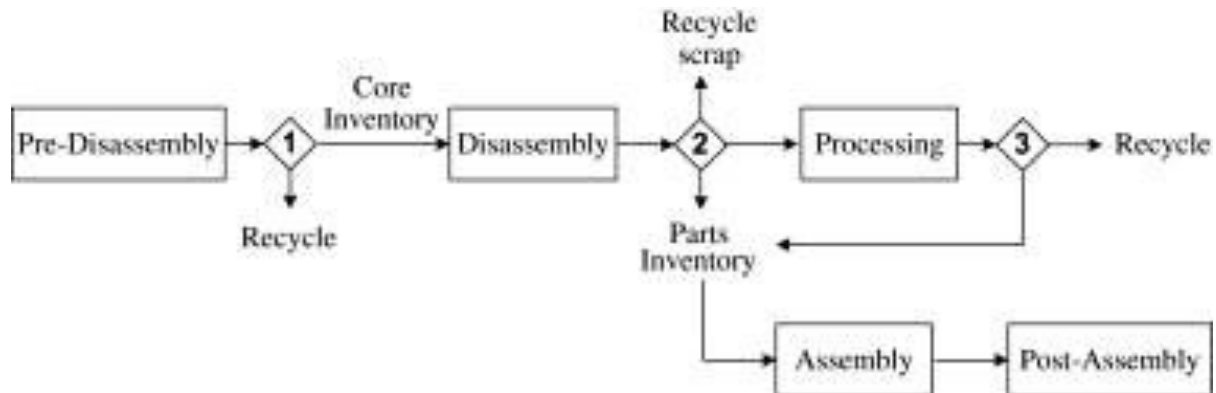 Recycle
scrap
Core
Inventory
Pre-Disassembly
1
Disassembly
2
Processing
3
Recycle
Recycle
Parts
Inventory
Assembly
Post-Assembly